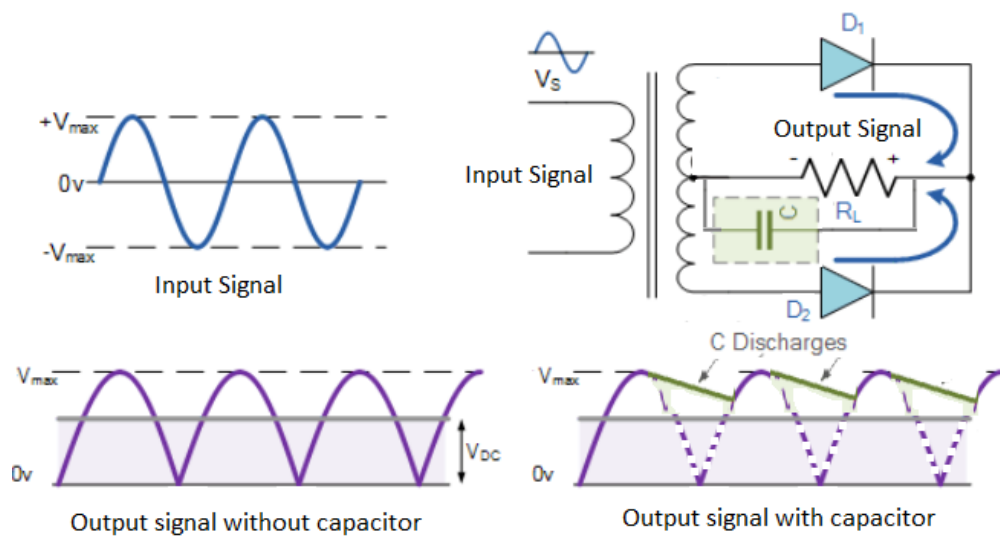 +Vmax
0v
-Vmax
Input Signal
VS
Input Signal
D1
Output Signal
- +
RL
C
D2
Vmax
0v
VDC
Output signal without capacitor
C Discharges
Vmax
0v
Output signal with capacitor